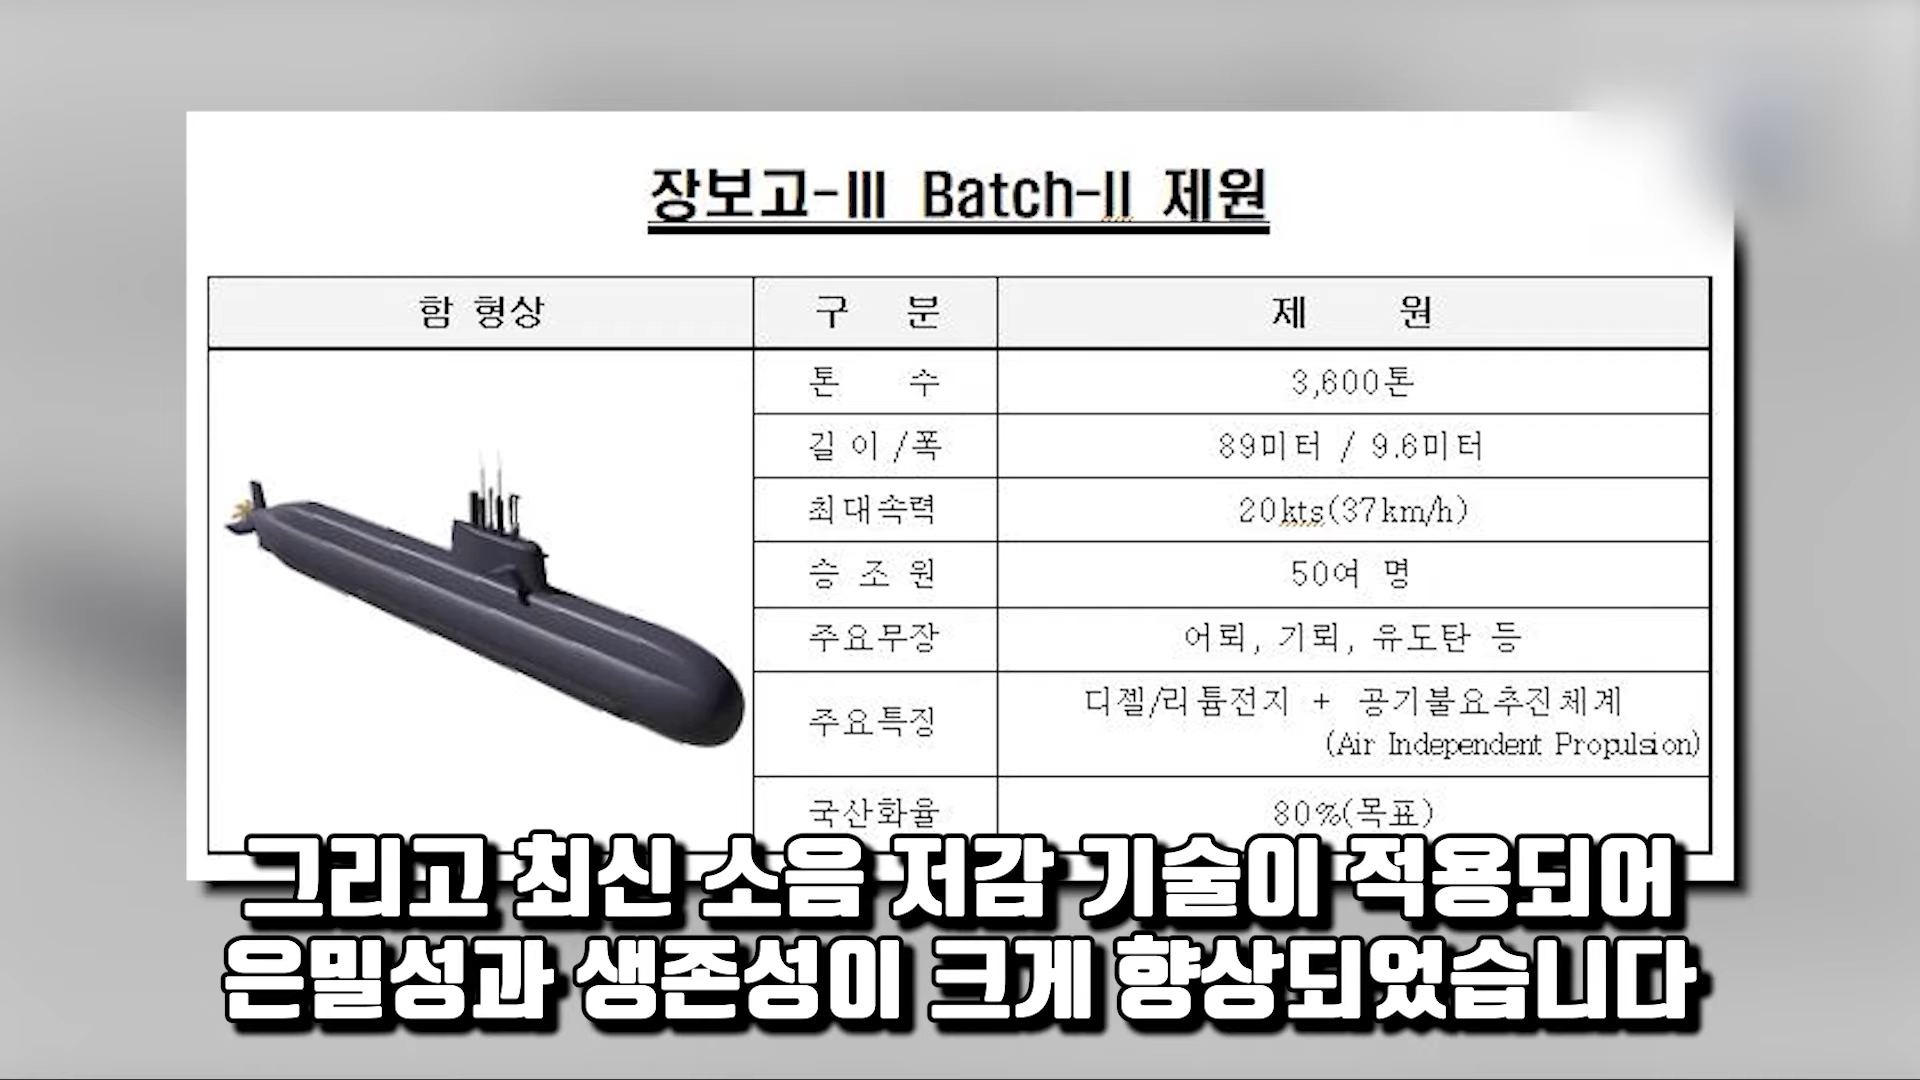 장보고-III Batch-II 제원
함 형상 구 분 제 원
톤 수 3,600톤
길 이 /폭 89미터 / 9.6미터
최대속력 20kts(37km/h)
승 조 원 50여 명
주요무장 어뢰, 기뢰, 유도탄 등
주요특징 디젤/리튬전지 + 공기불요추진체계
(Air Independent Propulsion)
국산화율 80%(목표)
그리고 최신 소음 저감 기술이 적용되어
은밀성과 생존성이 크게 향상되었습니다